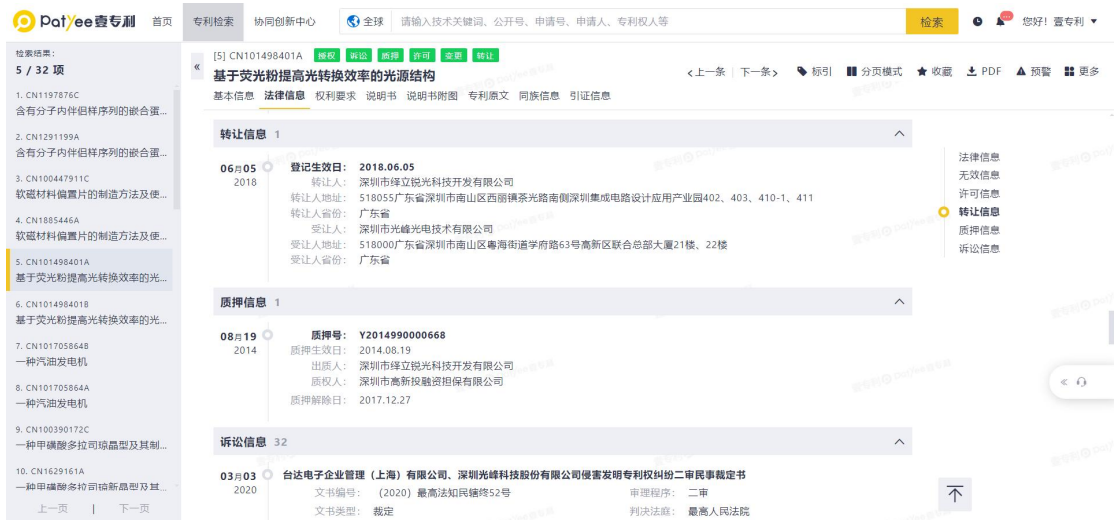 PatYee壹专利 首页 专利检索 协同创新中心 全球 请输入技术关键词、公开号、申请号、申请人、专利权人等 检索 您好！壹专利
检索结果：
5 / 32 项
1. CN1197876C
含有分子内伴侣样序列的嵌合蛋...
2. CN1291199A
含有分子内伴侣样序列的嵌合蛋...
3. CN100447911C
软磁材料偏置片的制造方法及使...
4. CN1885446A
软磁材料偏置片的制造方法及使...
5. CN101498401A
基于荧光粉提高光转换效率的光...
6. CN101498401B
基于荧光粉提高光转换效率的光...
7. CN101705864B
一种汽油发电机
8. CN101705864A
一种汽油发电机
9. CN100390172C
一种甲磺酸多拉司琼晶型及其制...
10. CN1629161A
一种甲磺酸多拉司琼新晶型及其...
上一页 | 下一页
«
[5] CN101498401A 授权 诉讼 质押 许可 变更 转让
基于荧光粉提高光转换效率的光源结构
<上一条 | 下一条> 标引 分页模式 收藏 PDF 预警 更多
基本信息 法律信息 权利要求 说明书 说明书附图 专利原文 同族信息 引证信息
转让信息 1
06月05
2018
登记生效日： 2018.06.05
转让人： 深圳市绎立锐光科技开发有限公司
转让人地址： 518055广东省深圳市南山区西丽镇茶光路南侧深圳集成电路设计应用产业园402、403、410-1、411
转让人省份： 广东省
受让人： 深圳市光峰光电技术有限公司
受让人地址： 518000广东省深圳市南山区粤海街道学府路63号高新区联合总部大厦21楼、22楼
受让人省份： 广东省
质押信息 1
08月19
2014
质押号： Y2014990000668
质押生效日： 2014.08.19
出质人： 深圳市绎立锐光科技开发有限公司
质权人： 深圳市高新投融资担保有限公司
质押解除日： 2017.12.27
诉讼信息 32
03月03
2020
台达电子企业管理（上海）有限公司、深圳光峰科技股份有限公司侵害发明专利权纠纷二审民事裁定书
文书编号： （2020）最高法知民辖终52号 审理程序： 二审
文书类型： 裁定 判决法庭： 最高人民法院
法律信息
无效信息
许可信息
转让信息
质押信息
诉讼信息
«